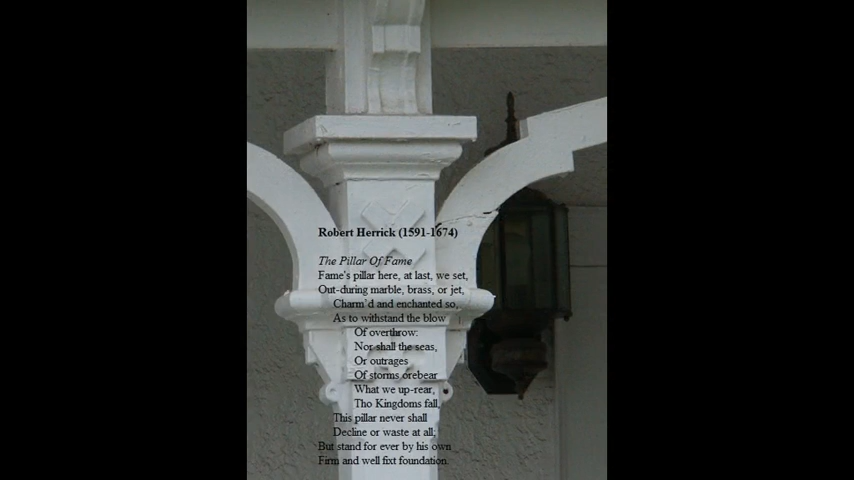 Robert Herrick (1591-1674)
The Pillar Of Fame
Fame's pillar here, at last, we set,
Out-during marble, brass, or jet,
Charm'd and enchanted so,
As to withstand the blow
Of overthrow:
Nor shall the seas,
Or outrages
Of storms orebear
What we up-rear,
Tho Kingdoms fall,
This pillar never shall
Decline or waste at all;
But stand for ever by his own
Firm and well fixt foundation.